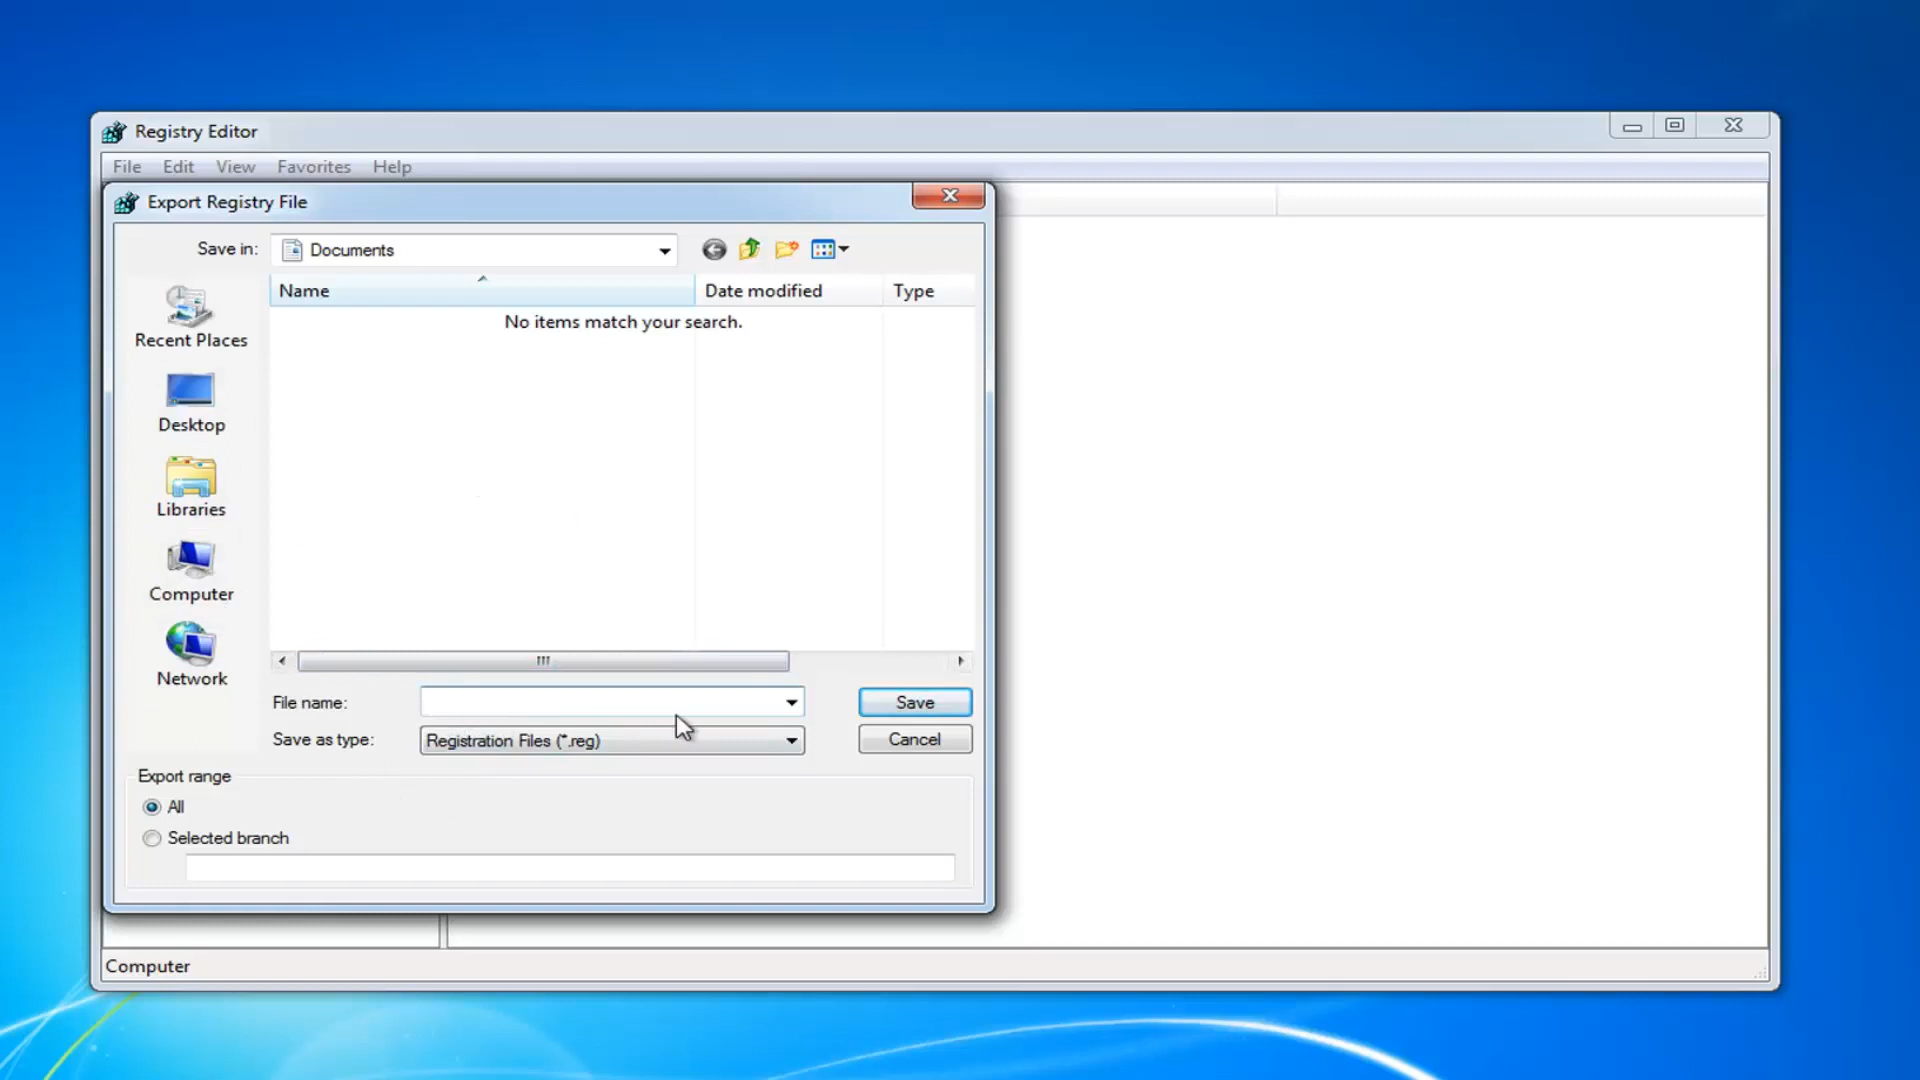 Registry Editor
File Edit View Favorites Help
Export Registry File
Save in: Documents
Name Date modified Type
No items match your search.
Recent Places
Desktop
Libraries
Computer
Network
File name: Save
Save as type: Registration Files (*.reg) Cancel
Export range
All
Selected branch
Computer